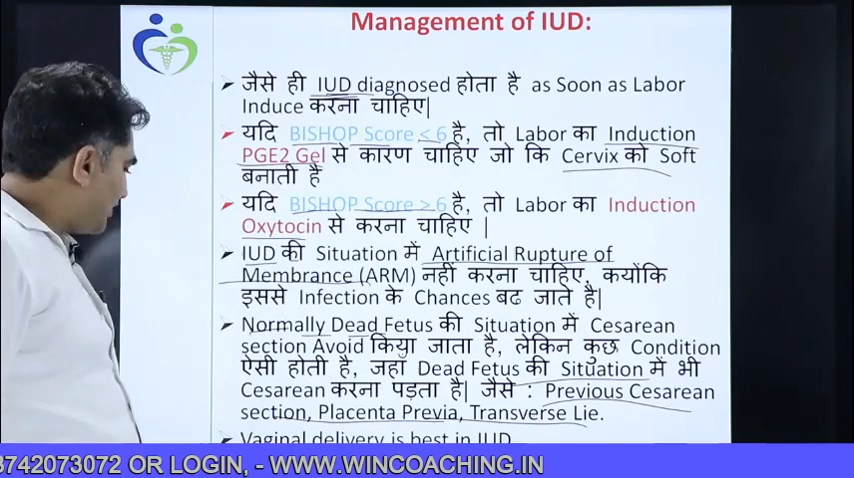 Management of IUD:
➤ जैसे ही IUD diagnosed होता है as Soon as Labor
Induce करना चाहिए|
➤ यदि BISHOP Score < 6 है, तो Labor का Induction
PGE2 Gel से कारण चाहिए जो कि Cervix को Soft
बनाती है
➤ यदि BISHOP Score > 6 है, तो Labor का Induction
Oxytocin से करना चाहिए |
➤ IUD की Situation में Artificial Rupture of
Membrance (ARM) नहीं करना चाहिए, कयोंकि
इससे Infection के Chances बढ जाते है|
➤ Normally Dead Fetus की Situation में Cesarean
section Avoid किया जाता है, लेकिन कुछ Condition
ऐसी होती है, जहाँ Dead Fetus की Situation में भी
Cesarean करना पड़ता है| जैसे : Previous Cesarean
section, Placenta Previa, Transverse Lie.
➤ Vaginal delivery is best in IUD
3742073072 OR LOGIN, - WWW.WINCOACHING.IN